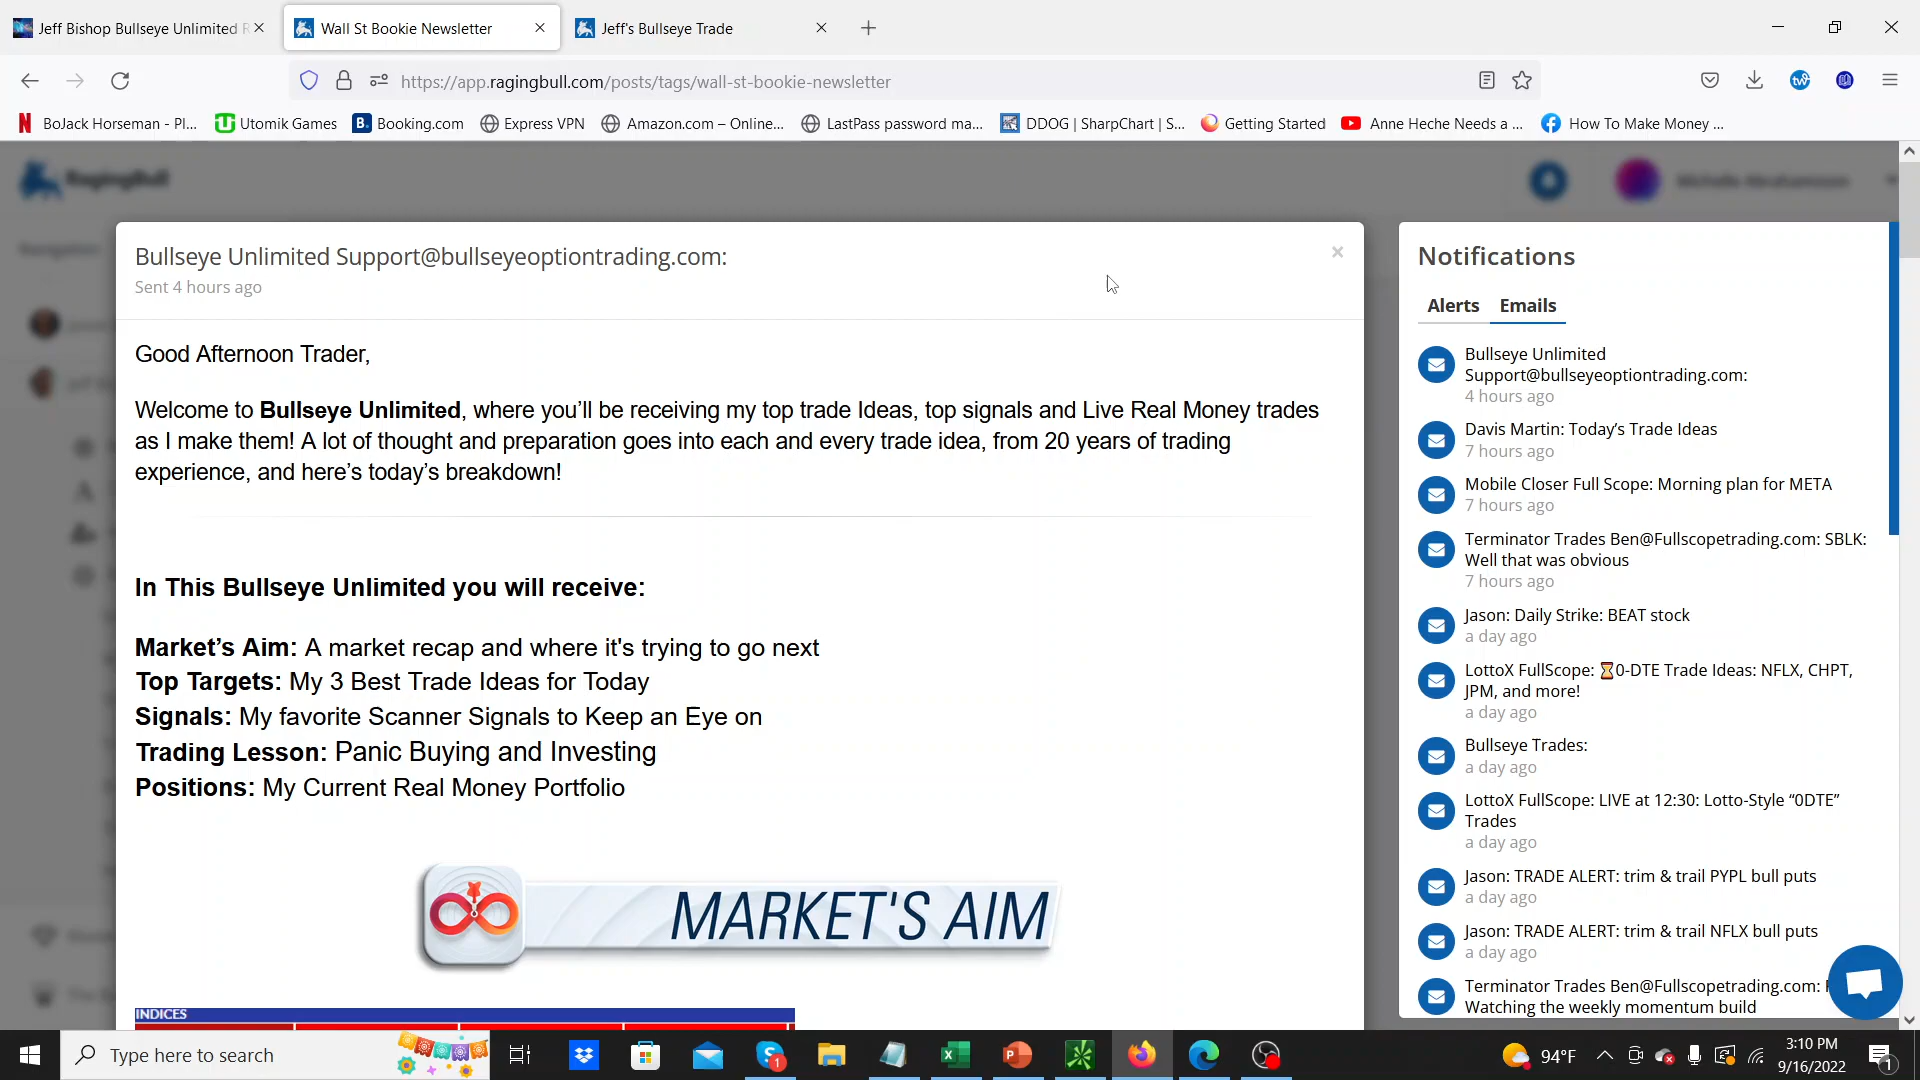 Jeff Bishop Bullseye Unlimited R
Wall St Bookie Newsletter
Jeff's Bullseye Trade
https://app.ragingbull.com/posts/tags/wall-st-bookie-newsletter
BoJack Horseman - Pl...
Utomik Games
Booking.com
Express VPN
Amazon.com – Online...
LastPass password ma...
DDOG | SharpChart | S...
Getting Started
Anne Heche Needs a ...
How To Make Money ...
RagingBull
Bullseye Unlimited Support@bullseyeoptiontrading.com:
Sent 4 hours ago
Good Afternoon Trader,
Welcome to Bullseye Unlimited, where you’ll be receiving my top trade Ideas, top signals and Live Real Money trades
as I make them! A lot of thought and preparation goes into each and every trade idea, from 20 years of trading
experience, and here’s today’s breakdown!
In This Bullseye Unlimited you will receive:
Market’s Aim: A market recap and where it's trying to go next
Top Targets: My 3 Best Trade Ideas for Today
Signals: My favorite Scanner Signals to Keep an Eye on
Trading Lesson: Panic Buying and Investing
Positions: My Current Real Money Portfolio
MARKET'S AIM
INDICES
Notifications
Alerts
Emails
Bullseye Unlimited
Support@bullseyeoptiontrading.com:
4 hours ago
Davis Martin: Today’s Trade Ideas
7 hours ago
Mobile Closer Full Scope: Morning plan for META
7 hours ago
Terminator Trades Ben@Fullscopetrading.com: SBLK:
Well that was obvious
7 hours ago
Jason: Daily Strike: BEAT stock
a day ago
LottoX FullScope: ⏳0-DTE Trade Ideas: NFLX, CHPT,
JPM, and more!
a day ago
Bullseye Trades:
a day ago
LottoX FullScope: LIVE at 12:30: Lotto-Style “0DTE”
Trades
a day ago
Jason: TRADE ALERT: trim & trail PYPL bull puts
a day ago
Jason: TRADE ALERT: trim & trail NFLX bull puts
a day ago
Terminator Trades Ben@Fullscopetrading.com:
Watching the weekly momentum build
Type here to search
94°F
3:10 PM
9/16/2022